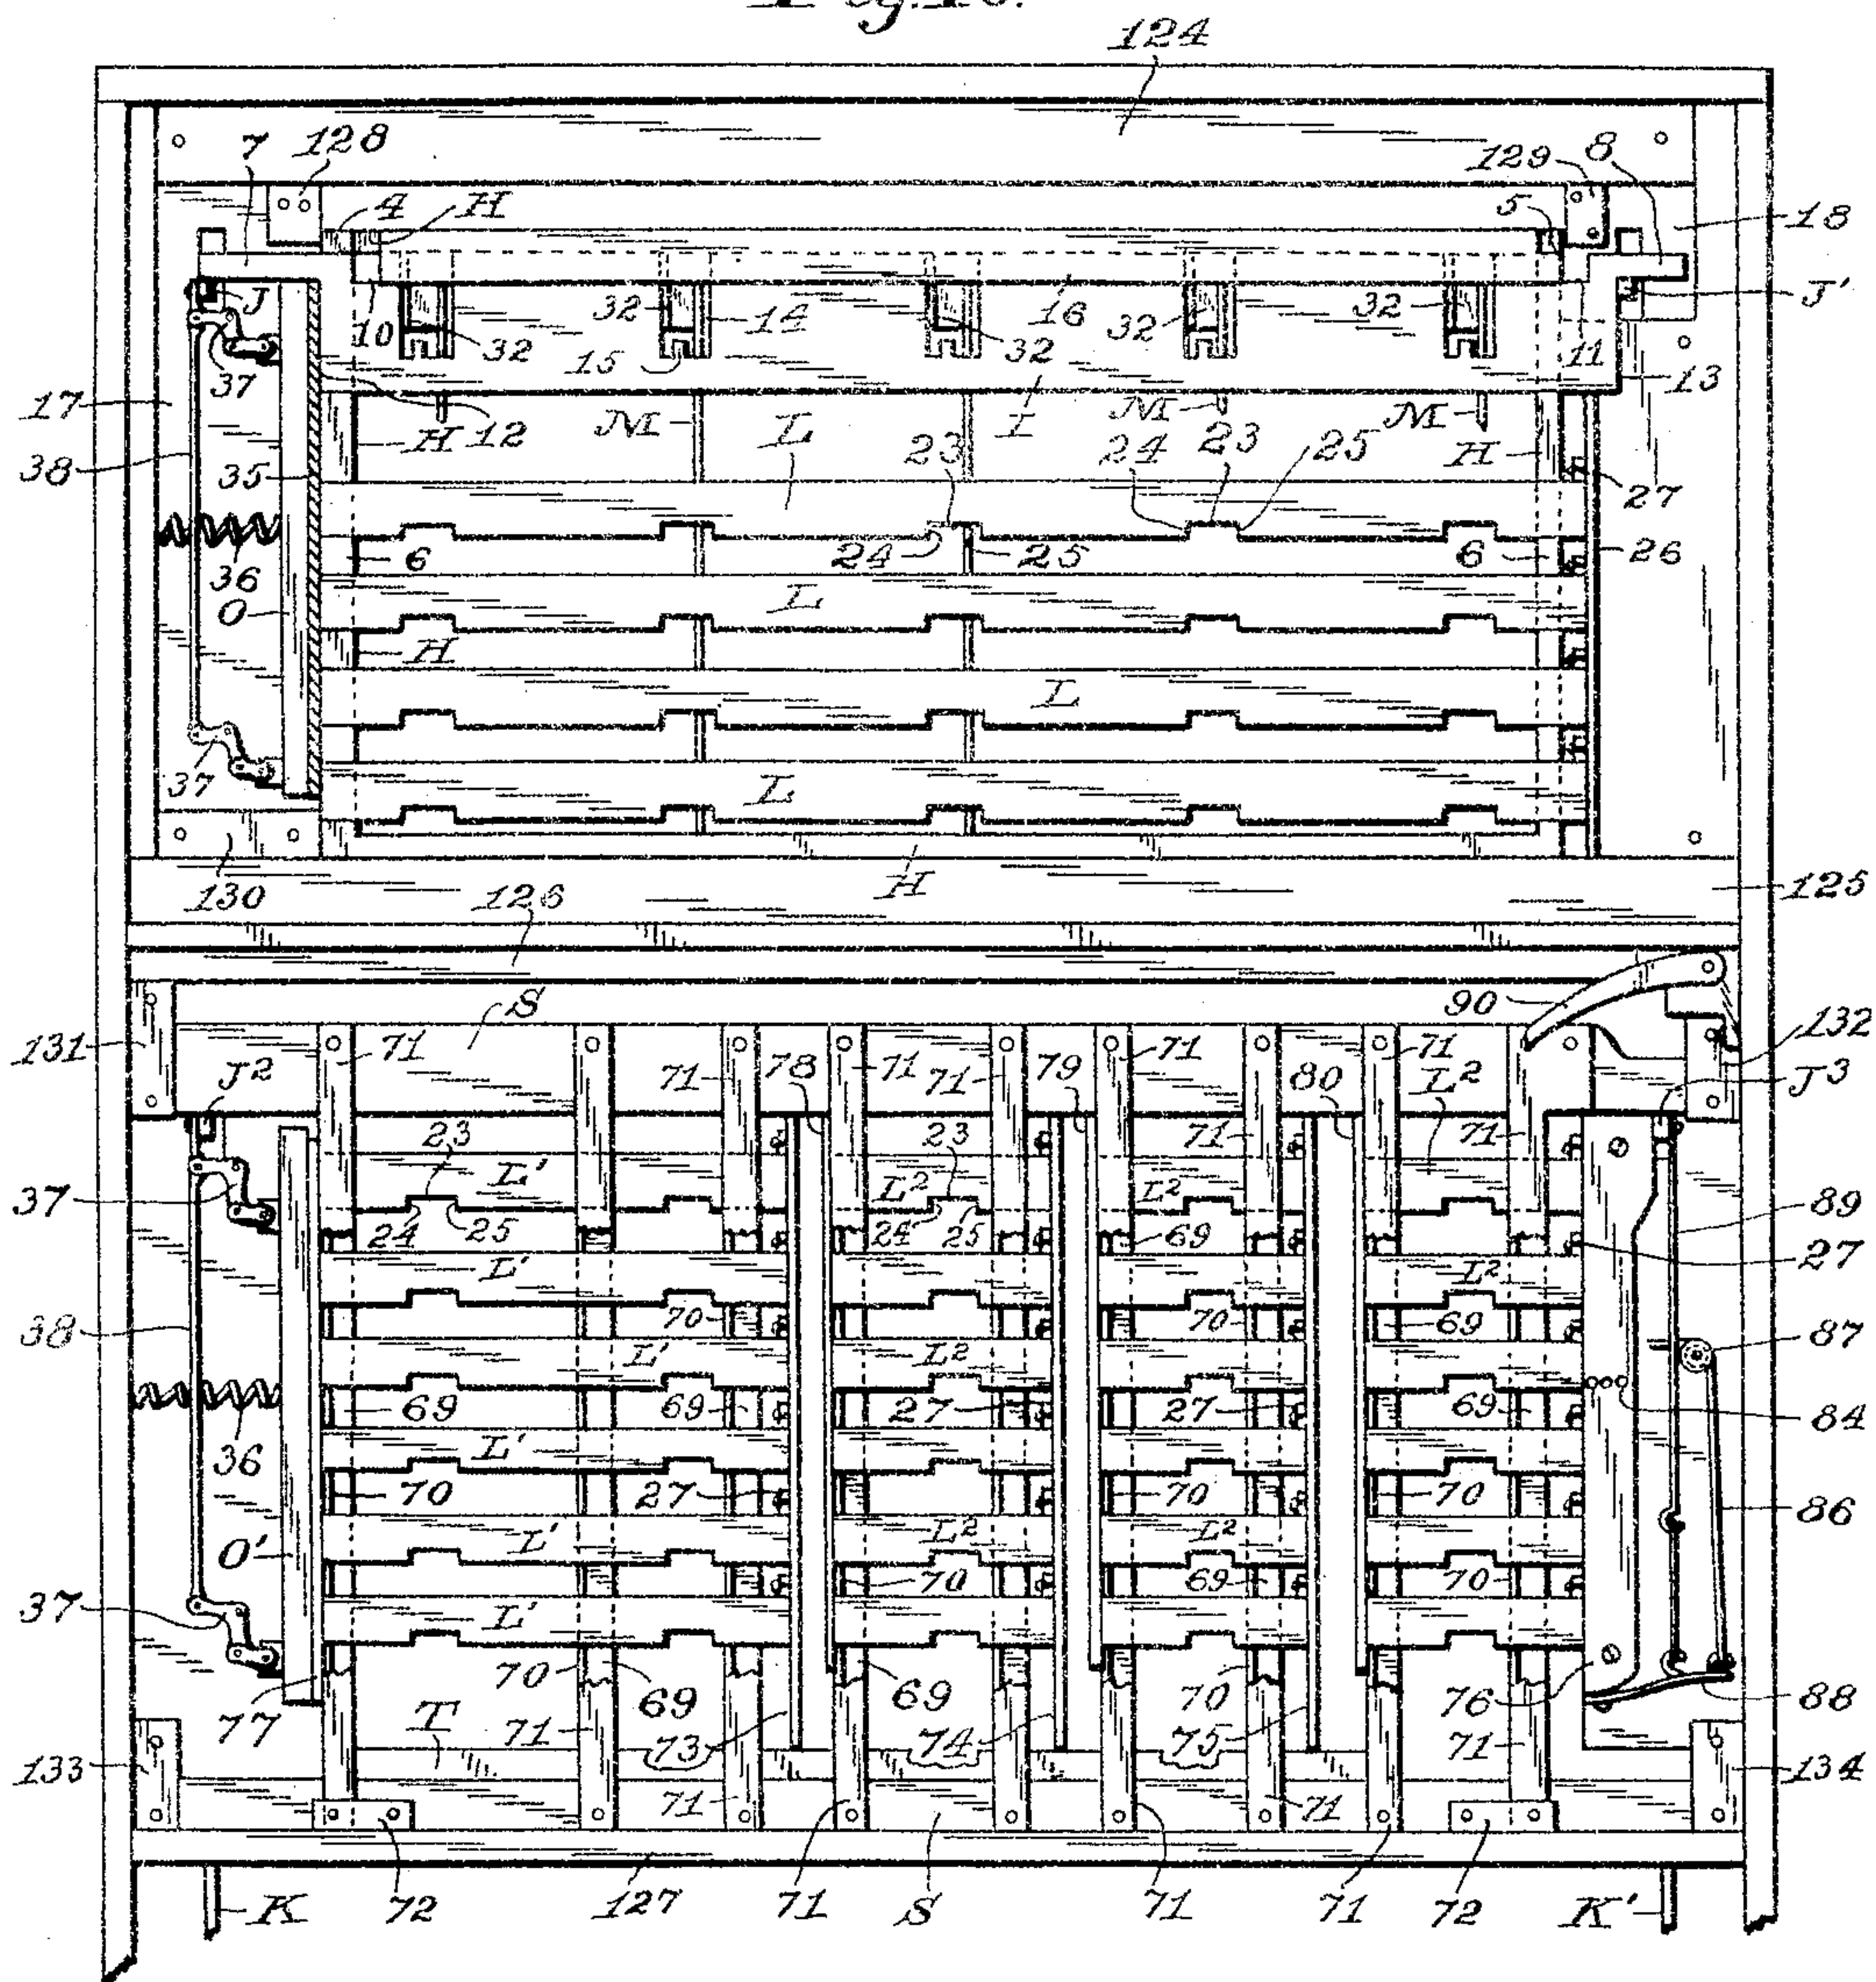 124
7 128 129 8
4 H 5 18
J 10 32 32 14 32 16 32 32 11 J'
37 15 13
17 H 12 M L I M M H
38 35 23 24 23 25 27
36 6 24 25 6 26
O L
H L
37 L
130 H 125
126
S 90
131 71 71 78 71 71 79 71 80 71 132
J² L² J³
23 L' 23 71 71
37 24 25 L² 24 25 L² 69 89
L' L² 27
38 70 70 69 87
L' L²
69 69 27 27 69 84
36 L'
70 27 70 70 86
O' L' L² L²
37 70 69 70
L'
77 70 69 69 70 76 88
T 71 73 74 75 71
133 71 71 134
K 72 127 71 S 71 71 72 K'